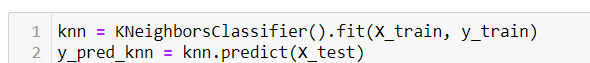 1 knn = KNeighborsClassifier().fit(X_train, y_train)
2 y_pred_knn = knn.predict(X_test)